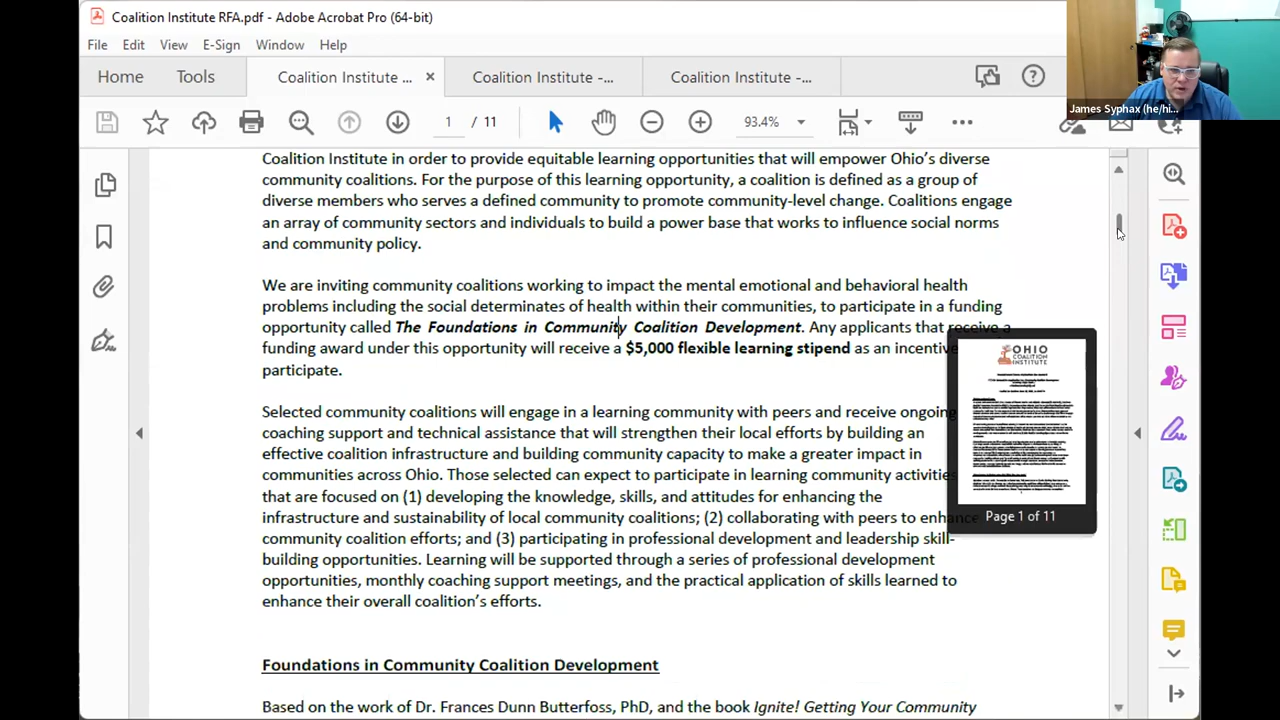 Coalition Institute RFA.pdf - Adobe Acrobat Pro (64-bit)
File Edit View E-Sign Window Help
Home Tools Coalition Institute ... × Coalition Institute -... Coalition Institute -...
1 / 11 93.4%
James Syphax (he/hi...
Coalition Institute in order to provide equitable learning opportunities that will empower Ohio's diverse
community coalitions. For the purpose of this learning opportunity, a coalition is defined as a group of
diverse members who serves a defined community to promote community-level change. Coalitions engage
an array of community sectors and individuals to build a power base that works to influence social norms
and community policy.
We are inviting community coalitions working to impact the mental emotional and behavioral health
problems including the social determinates of health within their communities, to participate in a funding
opportunity called The Foundations in Community Coalition Development. Any applicants that receive a
funding award under this opportunity will receive a $5,000 flexible learning stipend as an incentive
participate.
Selected community coalitions will engage in a learning community with peers and receive ongoing
coaching support and technical assistance that will strengthen their local efforts by building an
effective coalition infrastructure and building community capacity to make a greater impact in
communities across Ohio. Those selected can expect to participate in learning community activities
that are focused on (1) developing the knowledge, skills, and attitudes for enhancing the
infrastructure and sustainability of local community coalitions; (2) collaborating with peers to enhance
community coalition efforts; and (3) participating in professional development and leadership skill-
building opportunities. Learning will be supported through a series of professional development
opportunities, monthly coaching support meetings, and the practical application of skills learned to
enhance their overall coalition's efforts.
OHIO
COALITION
INSTITUTE
Page 1 of 11
Foundations in Community Coalition Development
Based on the work of Dr. Frances Dunn Butterfoss, PhD, and the book Ignite! Getting Your Community